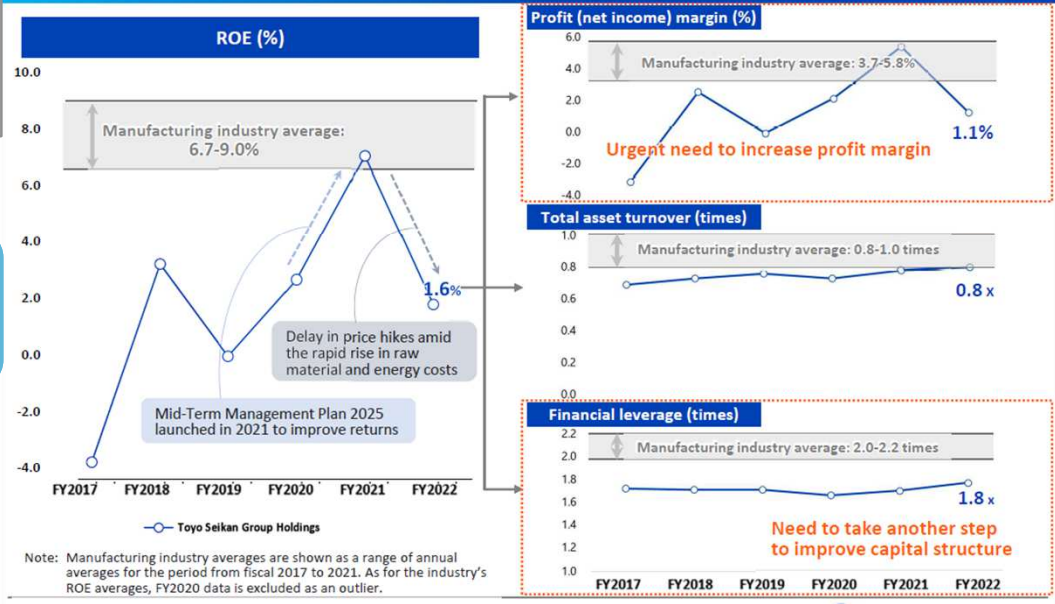 ROE (%)
10.0
8.0
6.0
4.0
2.0
0.0
-2.0
-4.0
Manufacturing industry average:
6.7-9.0%
1.6%
Delay in price hikes amid
the rapid rise in raw
material and energy costs
Mid-Term Management Plan 2025
launched in 2021 to improve returns
FY2017 FY2018 FY2019 FY2020 FY2021 FY2022
Toyo Seikan Group Holdings
Note: Manufacturing industry averages are shown as a range of annual
averages for the period from fiscal 2017 to 2021. As for the industry's
ROE averages, FY2020 data is excluded as an outlier.
Profit (net income) margin (%)
6.0
4.0
2.0
0.0
-2.0
-4.0
Manufacturing industry average: 3.7-5.8%
1.1%
Urgent need to increase profit margin
Total asset turnover (times)
1.0
0.8
0.6
0.4
0.2
0.0
Manufacturing industry average: 0.8-1.0 times
0.8 x
Financial leverage (times)
2.2
2.0
1.8
1.6
1.4
1.2
1.0
Manufacturing industry average: 2.0-2.2 times
1.8 x
Need to take another step
to improve capital structure
FY2017 FY2018 FY2019 FY2020 FY2021 FY2022